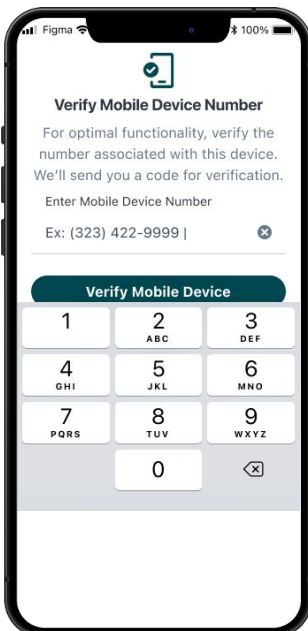 Figma 100%
Verify Mobile Device Number
For optimal functionality, verify the
number associated with this device.
We'll send you a code for verification.
Enter Mobile Device Number
Ex: (323) 422-9999 |
Verify Mobile Device
1 2 3
ABC DEF
4 5 6
GHI JKL MNO
7 8 9
PQRS TUV WXYZ
0